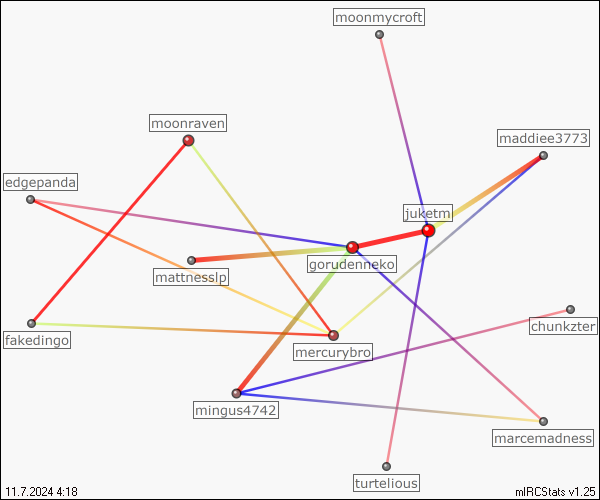 moonmycroft
moonraven
maddiee3773
edgepanda
juketm
gorudenneko
mattnesslp
chunkzter
fakedingo
mercurybro
mingus4742
marcemadness
turtelious
11.7.2024 4:18
mIRCStats v1.25